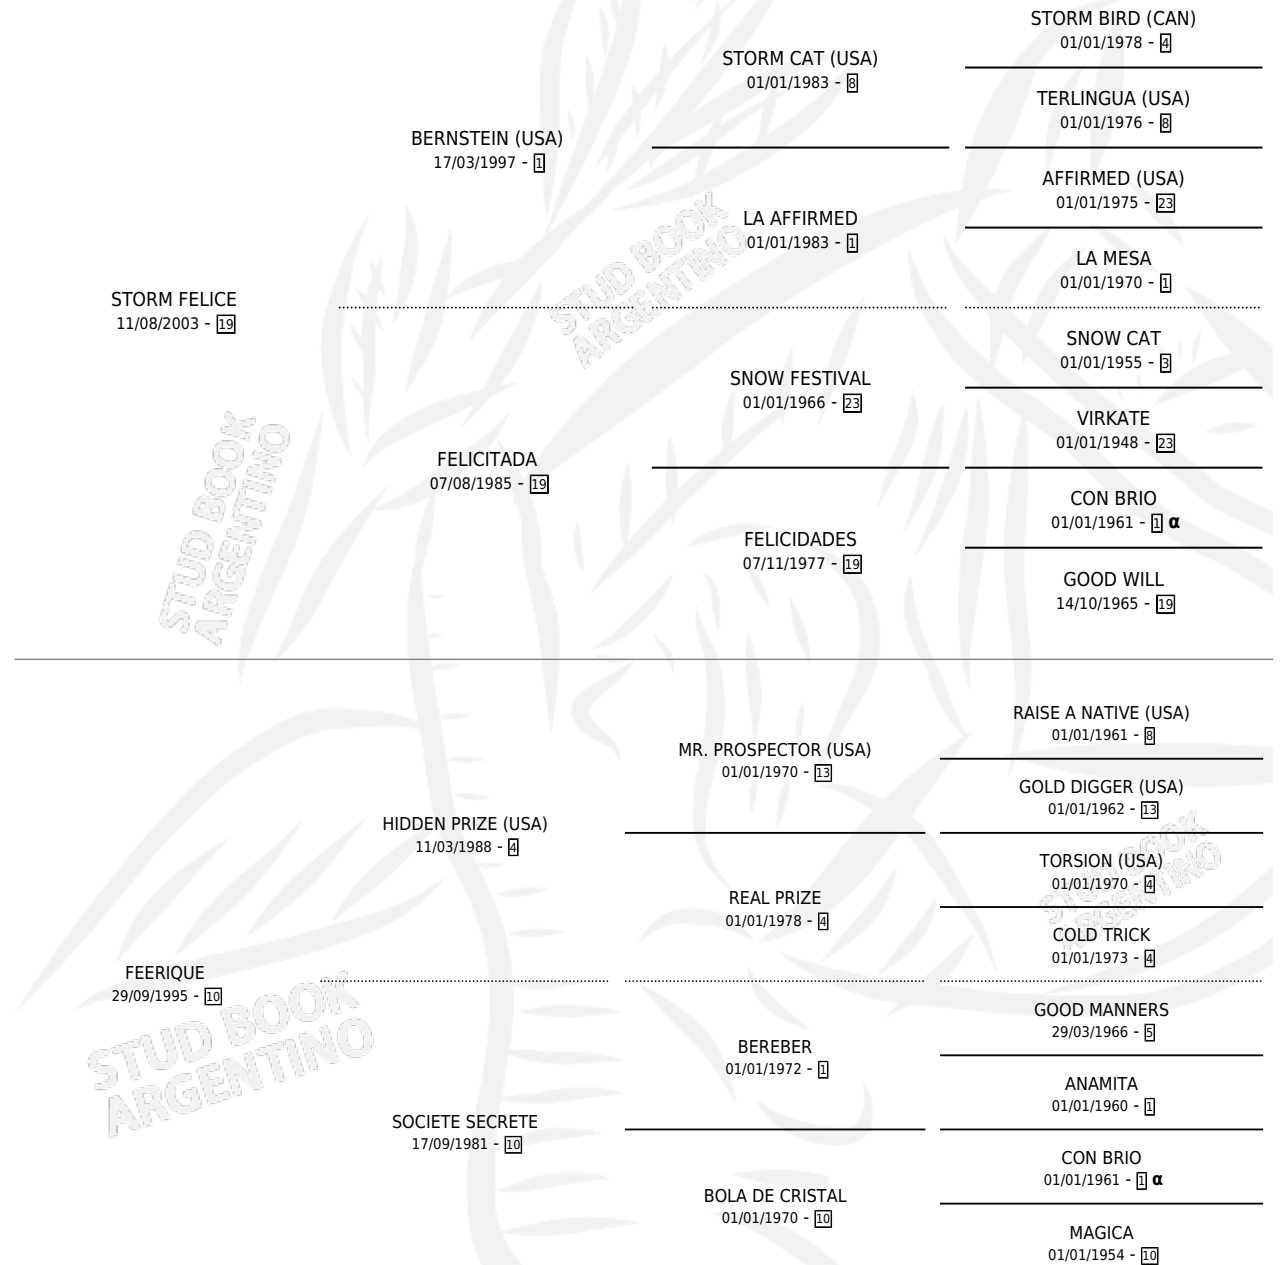 STORM BIRD (CAN)
01/01/1978 - 4
STORM CAT (USA)
01/01/1983 - 8
TERLINGUA (USA)
01/01/1976 - 8
BERNSTEIN (USA)
17/03/1997 - 1
AFFIRMED (USA)
01/01/1975 - 23
LA AFFIRMED
01/01/1983 - 1
LA MESA
01/01/1970 - 1
STORM FELICE
11/08/2003 - 19
STUD BOOK
ARGENTINO
SNOW CAT
01/01/1955 - 3
SNOW FESTIVAL
01/01/1966 - 23
VIRKATE
01/01/1948 - 23
FELICITADA
07/08/1985 - 19
CON BRIO
01/01/1961 - 1 α
FELICIDADES
07/11/1977 - 19
GOOD WILL
14/10/1965 - 19
STUD BOOK
ARGENTINO
RAISE A NATIVE (USA)
01/01/1961 - 8
MR. PROSPECTOR (USA)
01/01/1970 - 13
GOLD DIGGER (USA)
01/01/1962 - 13
HIDDEN PRIZE (USA)
11/03/1988 - 4
TORSION (USA)
01/01/1970 - 4
STUD BOOK
ARGENTINO
REAL PRIZE
01/01/1978 - 4
COLD TRICK
01/01/1973 - 4
FEERIQUE
29/09/1995 - 10
STUD BOOK
ARGENTINO
GOOD MANNERS
29/03/1966 - 5
BEREBER
01/01/1972 - 1
ANAMITA
01/01/1960 - 1
SOCIETE SECRETE
17/09/1981 - 10
CON BRIO
01/01/1961 - 1 α
BOLA DE CRISTAL
01/01/1970 - 10
MAGICA
01/01/1954 - 10